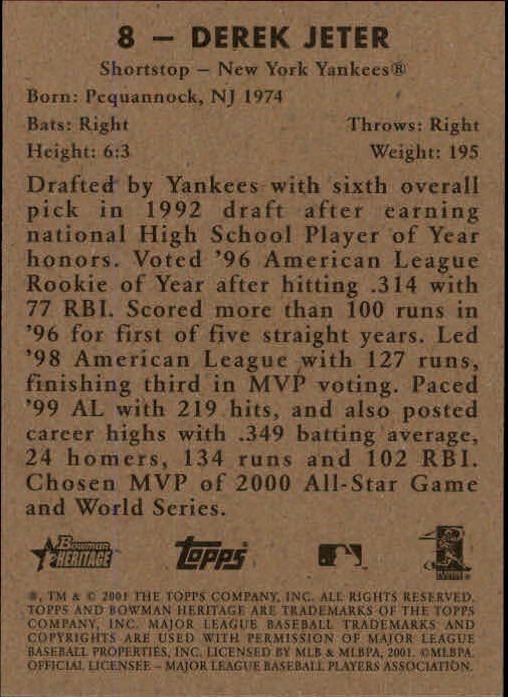 8 – DEREK JETER
Shortstop – New York Yankees®
Born: Pequannock, NJ 1974
Bats: Right Throws: Right
Height: 6:3 Weight: 195
Drafted by Yankees with sixth overall
pick in 1992 draft after earning
national High School Player of Year
honors. Voted '96 American League
Rookie of Year after hitting .314 with
77 RBI. Scored more than 100 runs in
'96 for first of five straight years. Led
'98 American League with 127 runs,
finishing third in MVP voting. Paced
'99 AL with 219 hits, and also posted
career highs with .349 batting average,
24 homers, 134 runs and 102 RBI.
Chosen MVP of 2000 All-Star Game
and World Series.
Bowman
HERITAGE
TOPPS
®, TM & © 2001 THE TOPPS COMPANY, INC. ALL RIGHTS RESERVED.
TOPPS AND BOWMAN HERITAGE ARE TRADEMARKS OF THE TOPPS
COMPANY, INC. MAJOR LEAGUE BASEBALL TRADEMARKS AND
COPYRIGHTS ARE USED WITH PERMISSION OF MAJOR LEAGUE
BASEBALL PROPERTIES, INC. LICENSED BY MLB & MLBPA, 2001. ©MLBPA.
OFFICIAL LICENSEE – MAJOR LEAGUE BASEBALL PLAYERS ASSOCIATION.